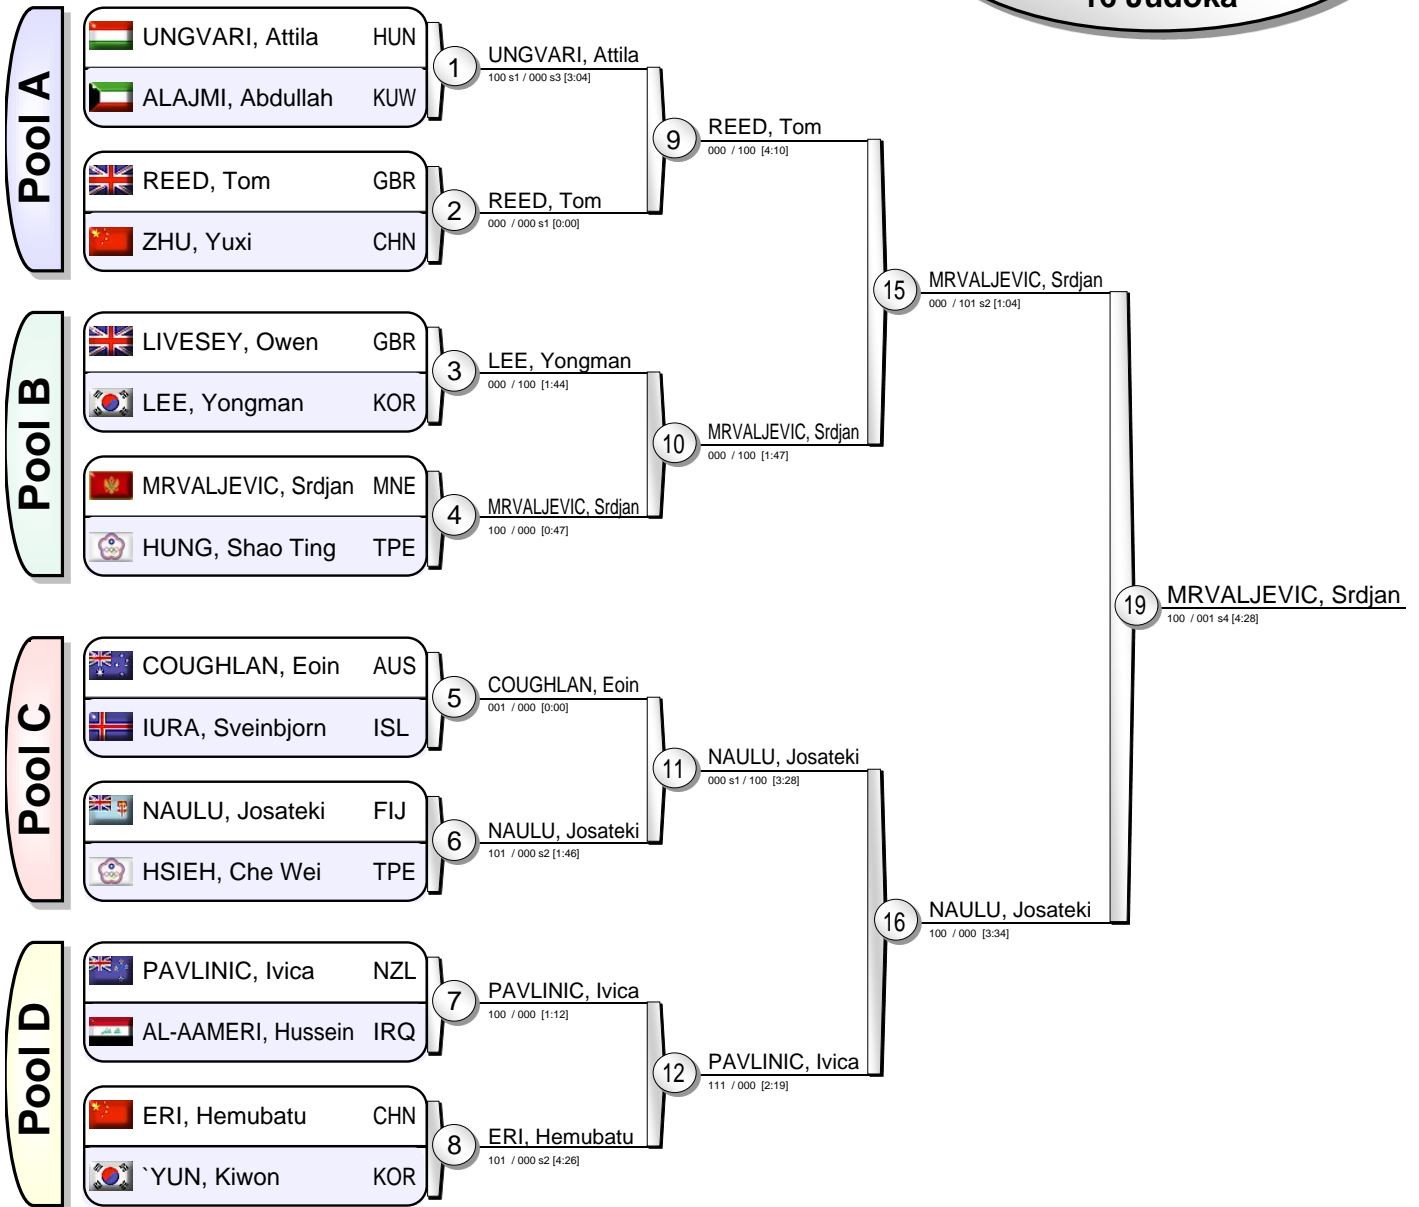 16 Judoka
Pool A
UNGVARI, Attila HUN
ALAJMI, Abdullah KUW
REED, Tom GBR
ZHU, Yuxi CHN
1
UNGVARI, Attila
100 s1 / 000 s3 [3:04]
2
REED, Tom
000 / 000 s1 [0:00]
9
REED, Tom
000 / 100 [4:10]
Pool B
LIVESEY, Owen GBR
LEE, Yongman KOR
MRVALJEVIC, Srdjan MNE
HUNG, Shao Ting TPE
3
LEE, Yongman
000 / 100 [1:44]
4
MRVALJEVIC, Srdjan
100 / 000 [0:47]
10
MRVALJEVIC, Srdjan
000 / 100 [1:47]
15
MRVALJEVIC, Srdjan
000 / 101 s2 [1:04]
Pool C
COUGHLAN, Eoin AUS
IURA, Sveinbjorn ISL
NAULU, Josateki FIJ
HSIEH, Che Wei TPE
5
COUGHLAN, Eoin
001 / 000 [0:00]
6
NAULU, Josateki
101 / 000 s2 [1:46]
11
NAULU, Josateki
000 s1 / 100 [3:28]
Pool D
PAVLINIC, Ivica NZL
AL-AAMERI, Hussein IRQ
ERI, Hemubatu CHN
`YUN, Kiwon KOR
7
PAVLINIC, Ivica
100 / 000 [1:12]
8
ERI, Hemubatu
101 / 000 s2 [4:26]
12
PAVLINIC, Ivica
111 / 000 [2:19]
16
NAULU, Josateki
100 / 000 [3:34]
19
MRVALJEVIC, Srdjan
100 / 001 s4 [4:28]